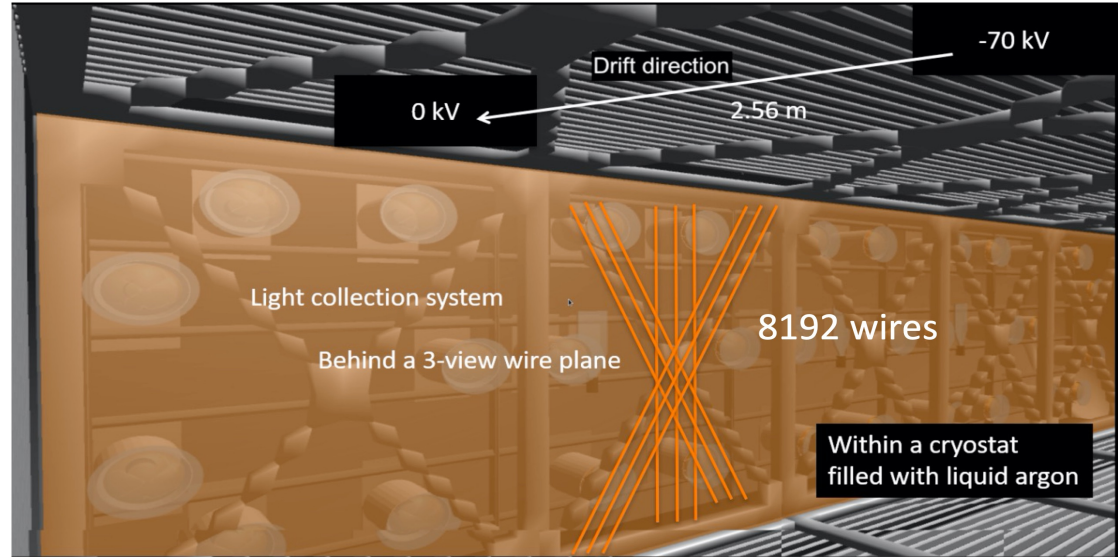 -70 kV
Drift direction
0 kV
2.56 m
Light collection system
8192 wires
Behind a 3-view wire plane
Within a cryostat
filled with liquid argon